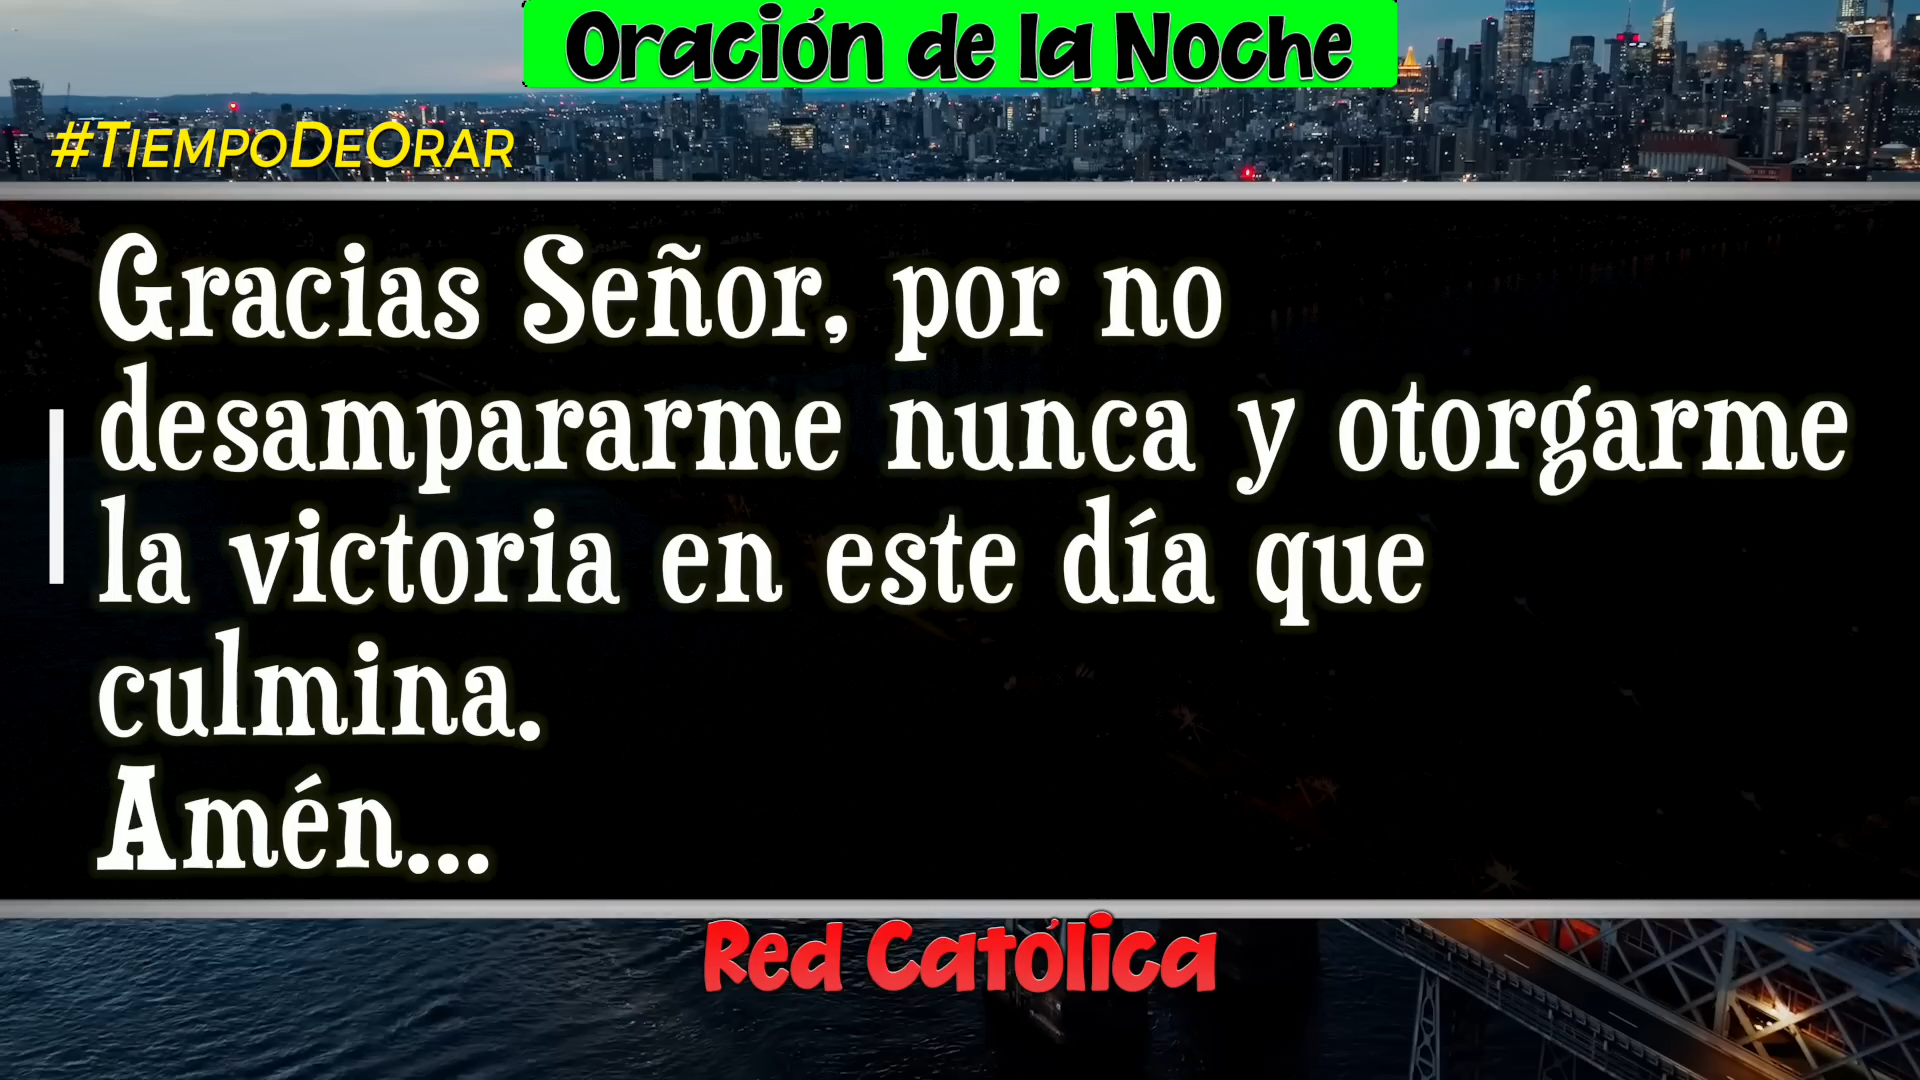 Oración de la Noche
#TiempoDeOrar
Gracias Señor, por no
desampararme nunca y otorgarme
la victoria en este día que
culmina.
Amén...
Red Católica